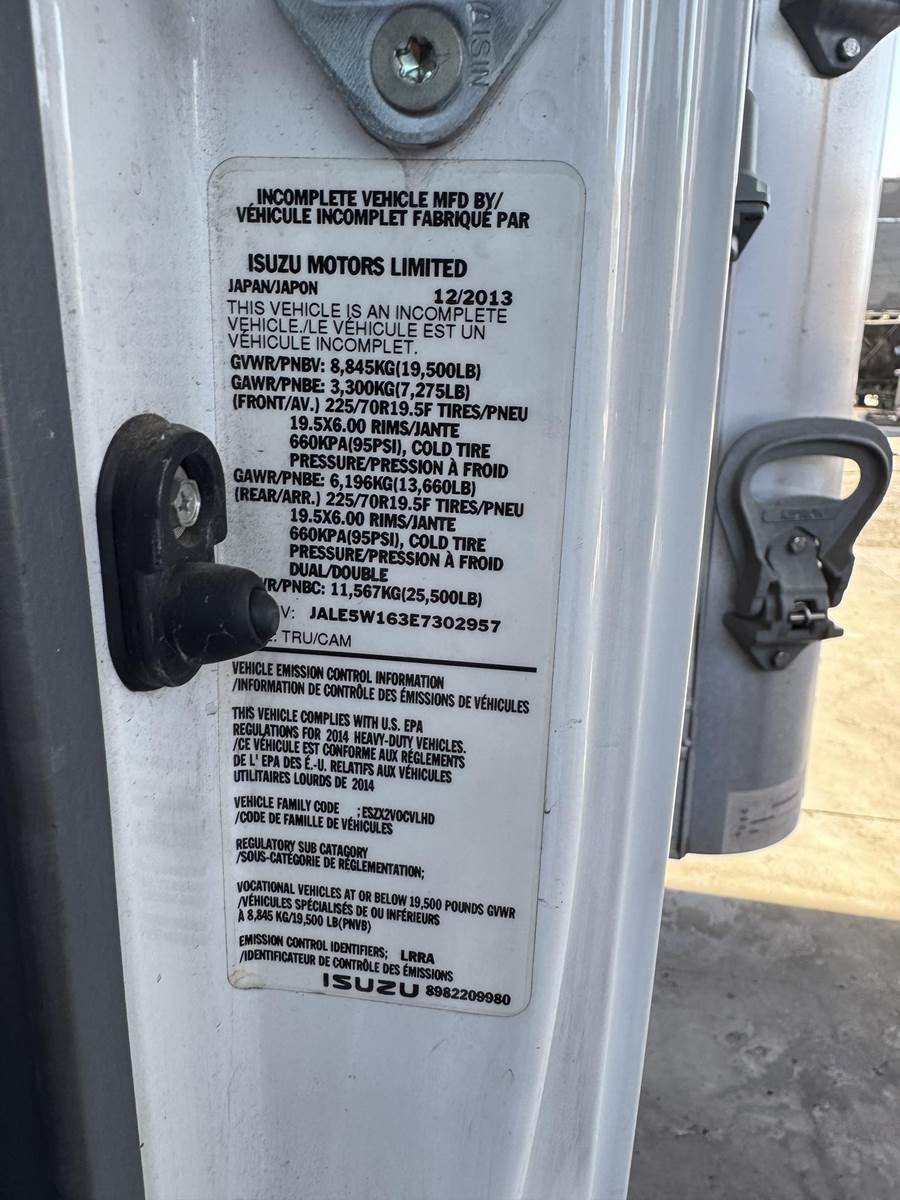 AISIN
INCOMPLETE VEHICLE MFD BY/
VÉHICULE INCOMPLET FABRIQUÉ PAR
ISUZU MOTORS LIMITED
JAPAN/JAPON 12/2013
THIS VEHICLE IS AN INCOMPLETE
VEHICLE./LE VÉHICULE EST UN
VÉHICULE INCOMPLET.
GVWR/PNBV: 8,845KG(19,500LB)
GAWR/PNBE: 3,300KG(7,275LB)
(FRONT/AV.) 225/70R19.5F TIRES/PNEU
19.5X6.00 RIMS/JANTE
660KPA(95PSI), COLD TIRE
PRESSURE/PRESSION À FROID
GAWR/PNBE: 6,196KG(13,660LB)
(REAR/ARR.) 225/70R19.5F TIRES/PNEU
19.5X6.00 RIMS/JANTE
660KPA(95PSI), COLD TIRE
PRESSURE/PRESSION À FROID
DUAL/DOUBLE
R/PNBC: 11,567KG(25,500LB)
V: JALE5W163E7302957
: TRU/CAM
VEHICLE EMISSION CONTROL INFORMATION
/INFORMATION DE CONTRÔLE DES ÉMISSIONS DE VÉHICULES
THIS VEHICLE COMPLIES WITH U.S. EPA
REGULATIONS FOR 2014 HEAVY-DUTY VEHICLES.
/CE VÉHICULE EST CONFORME AUX RÉGLEMENTS
DE L' EPA DES É.-U. RELATIFS AUX VÉHICULES
UTILITAIRES LOURDS DE 2014
VEHICLE FAMILY CODE ;ESZX2VOCVLHD
/CODE DE FAMILLE DE VÉHICULES
REGULATORY SUB CATAGORY
/SOUS-CATÉGORIE DE RÉGLEMENTATION;
VOCATIONAL VEHICLES AT OR BELOW 19,500 POUNDS GVWR
/VÉHICULES SPÉCIALISÉS DE OU INFÉRIEURS
À 8,845 KG/19,500 LB(PNVB)
EMISSION CONTROL IDENTIFIERS; LRRA
/IDENTIFICATEUR DE CONTRÔLE DES ÉMISSIONS
ISUZU 8982209980